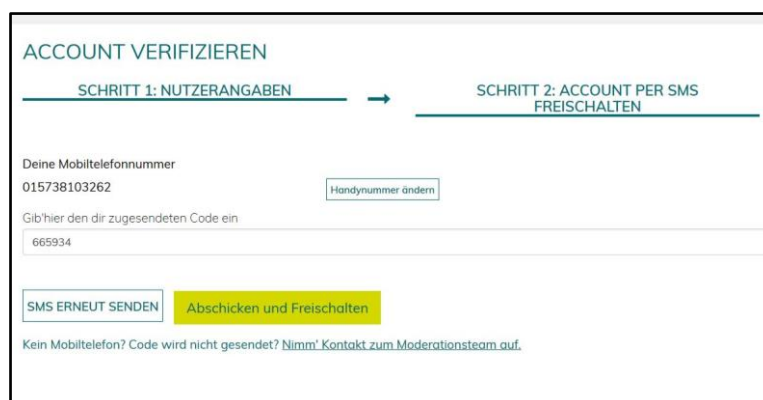 ACCOUNT VERIFIZIEREN
SCHRITT 1: NUTZERANGABEN
SCHRITT 2: ACCOUNT PER SMS
FREISCHALTEN
Deine Mobiltelefonnummer
015738103262
Handynummer ändern
Gib'hier den dir zugesendeten Code ein
665934
SMS ERNEUT SENDEN
Abschicken und Freischalten
Kein Mobiltelefon? Code wird nicht gesendet? Nimm' Kontakt zum Moderationsteam auf.